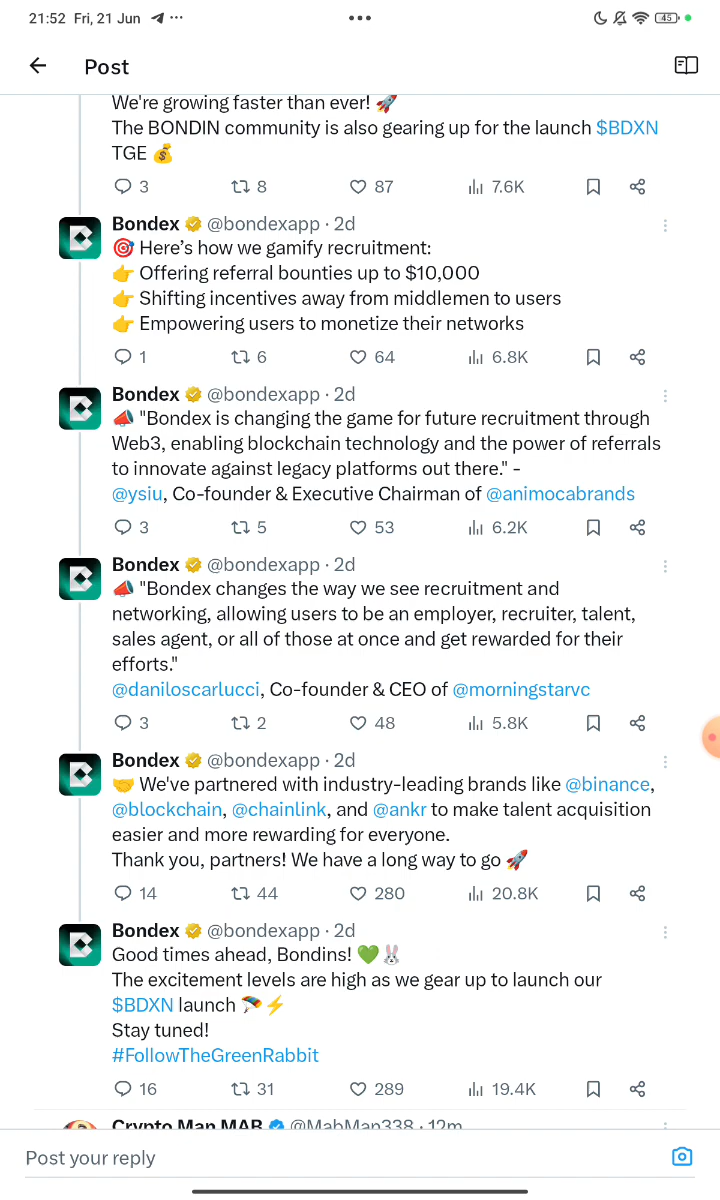 21:52 Fri, 21 Jun
45
Post
We're growing faster than ever! 🚀
The BONDIN community is also gearing up for the launch $BDXN
TGE 💰
3 8 87 7.6K
Bondex @bondexapp · 2d
🎯 Here's how we gamify recruitment:
👉 Offering referral bounties up to $10,000
👉 Shifting incentives away from middlemen to users
👉 Empowering users to monetize their networks
1 6 64 6.8K
Bondex @bondexapp · 2d
📣 "Bondex is changing the game for future recruitment through
Web3, enabling blockchain technology and the power of referrals
to innovate against legacy platforms out there." -
@ysiu, Co-founder & Executive Chairman of @animocabrands
3 5 53 6.2K
Bondex @bondexapp · 2d
📣 "Bondex changes the way we see recruitment and
networking, allowing users to be an employer, recruiter, talent,
sales agent, or all of those at once and get rewarded for their
efforts."
@daniloscarlucci, Co-founder & CEO of @morningstarvc
3 2 48 5.8K
Bondex @bondexapp · 2d
🤝 We've partnered with industry-leading brands like @binance,
@blockchain, @chainlink, and @ankr to make talent acquisition
easier and more rewarding for everyone.
Thank you, partners! We have a long way to go 🚀
14 44 280 20.8K
Bondex @bondexapp · 2d
Good times ahead, Bondins! 💚🐰
The excitement levels are high as we gear up to launch our
$BDXN launch 🪂⚡
Stay tuned!
#FollowTheGreenRabbit
16 31 289 19.4K
Crypto Man MAB @MabMan338 · 12m
Post your reply